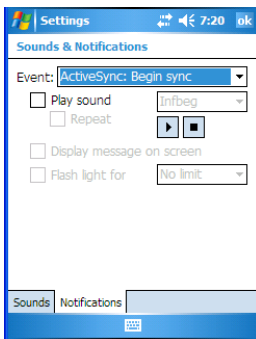 Settings 7:20 ok
Sounds & Notifications
Event: ActiveSync: Begin sync
Play sound Infbeg
Repeat
Display message on screen
Flash light for No limit
Sounds Notifications